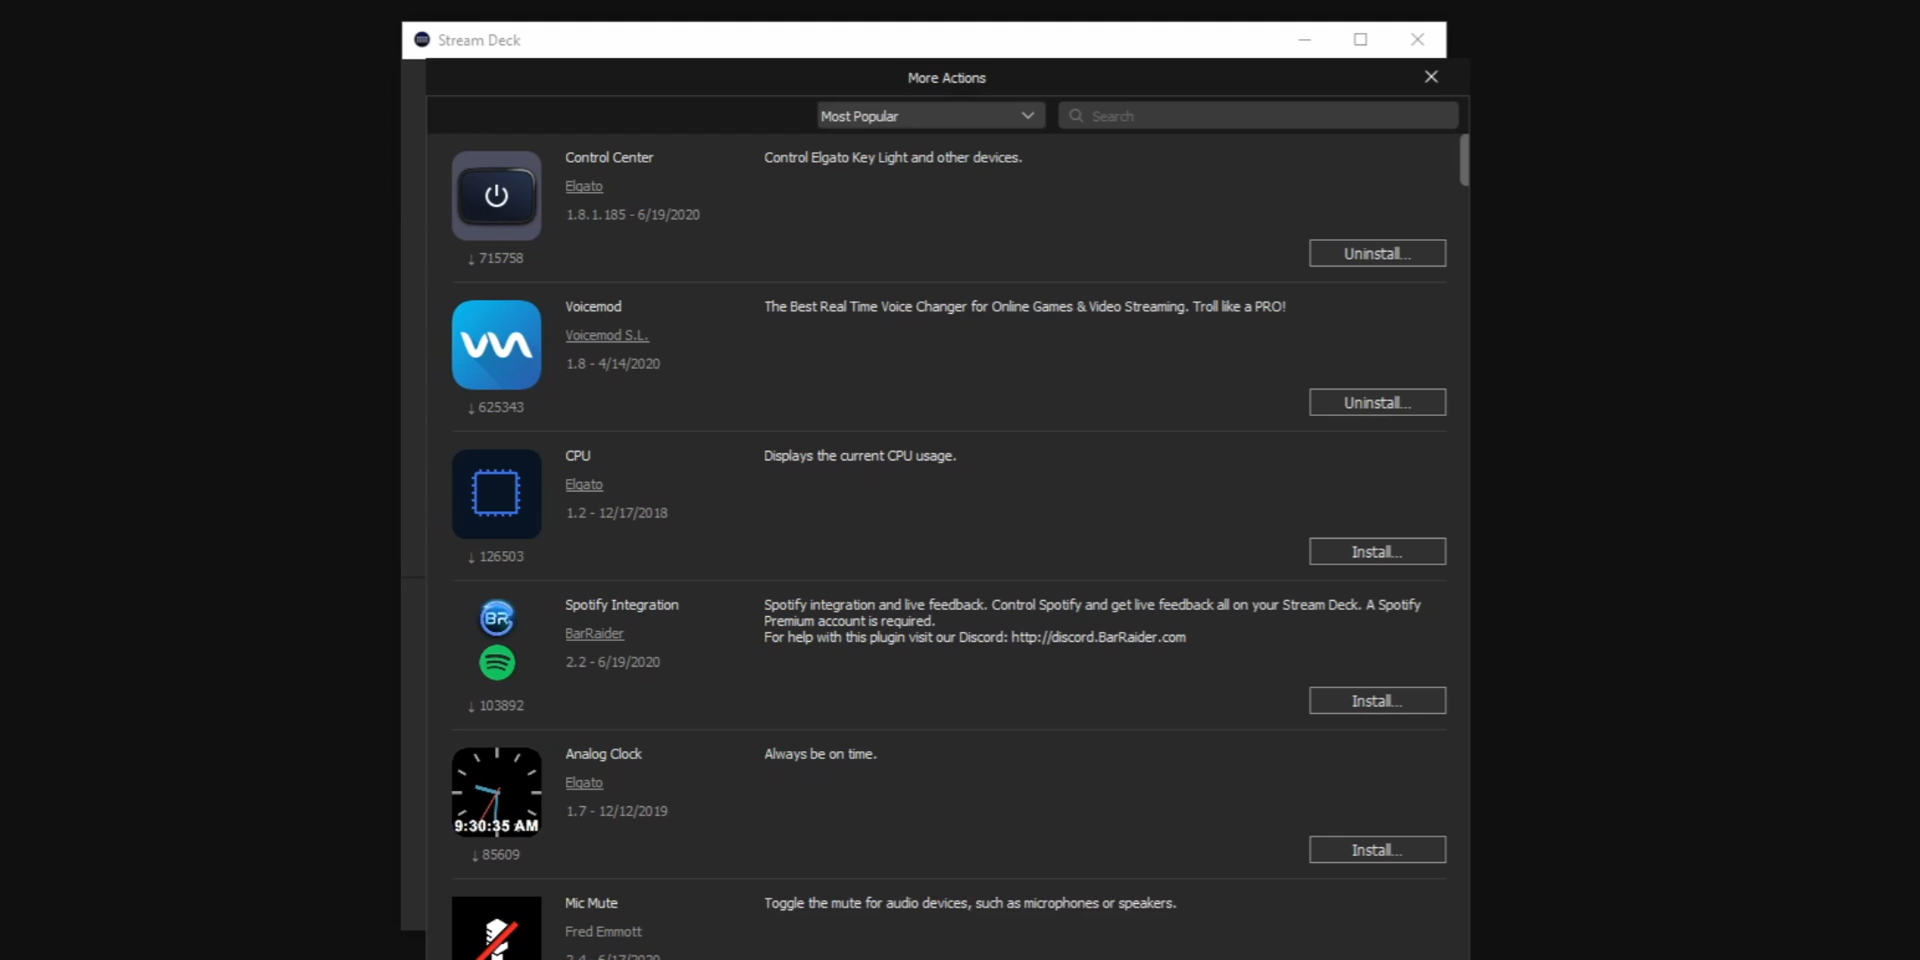 Stream Deck
More Actions
Most Popular
Search
Control Center
Control Elgato Key Light and other devices.
Elgato
1.8.1.185 - 6/19/2020
↓ 715758
Uninstall...
Voicemod
The Best Real Time Voice Changer for Online Games & Video Streaming. Troll like a PRO!
Voicemod S.L.
1.8 - 4/14/2020
↓ 625343
Uninstall...
CPU
Displays the current CPU usage.
Elgato
1.2 - 12/17/2018
↓ 126503
Install...
BR
Spotify Integration
Spotify integration and live feedback. Control Spotify and get live feedback all on your Stream Deck. A Spotify
Premium account is required.
For help with this plugin visit our Discord: http://discord.BarRaider.com
BarRaider
2.2 - 6/19/2020
↓ 103892
Install...
Analog Clock
Always be on time.
Elgato
1.7 - 12/12/2019
9:30:35 AM
↓ 85609
Install...
Mic Mute
Toggle the mute for audio devices, such as microphones or speakers.
Fred Emmott
2.4 - 6/17/2020